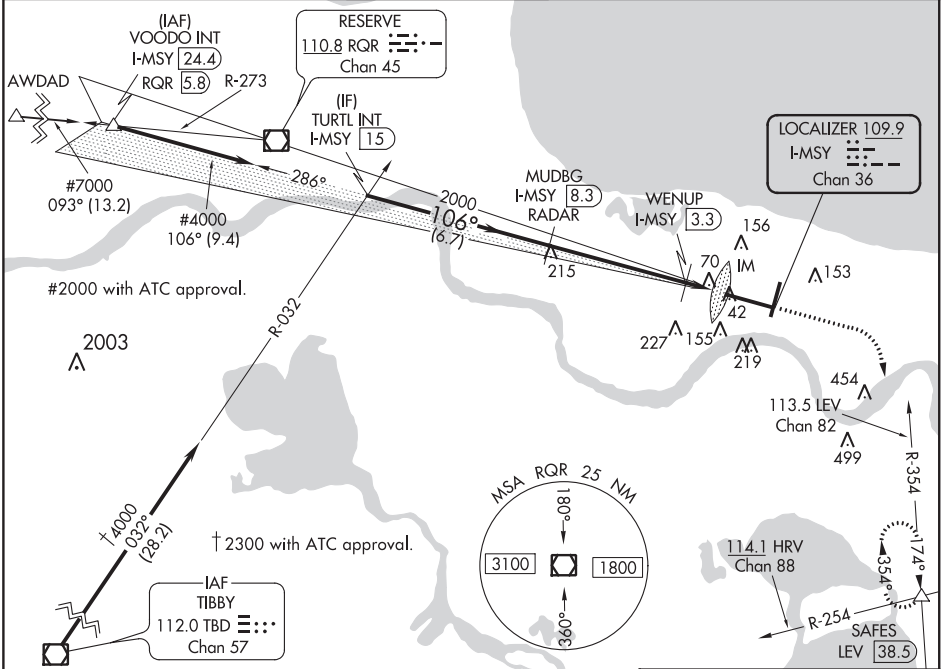 (IAF)
VOODO INT
I-MSY 24.4
RQR 5.8
RESERVE
110.8 RQR
Chan 45
AWDAD
R-273
(IF)
TURTL INT
I-MSY 15
LOCALIZER 109.9
I-MSY
Chan 36
#7000
093° (13.2)
#4000
106° (9.4)
286°
2000
106°
(6.7)
MUDBG
I-MSY 8.3
RADAR
215
WENUP
I-MSY 3.3
156
70
IM
153
42
227
155
219
#2000 with ATC approval.
2003
R-032
454
113.5 LEV
Chan 82
499
R-354
MSA RQR 25 NM
180°
3100
1800
360°
†4000
032°
(28.2)
†2300 with ATC approval.
IAF
TIBBY
112.0 TBD
Chan 57
114.1 HRV
Chan 88
354°
174°
R-254
SAFES
LEV 38.5